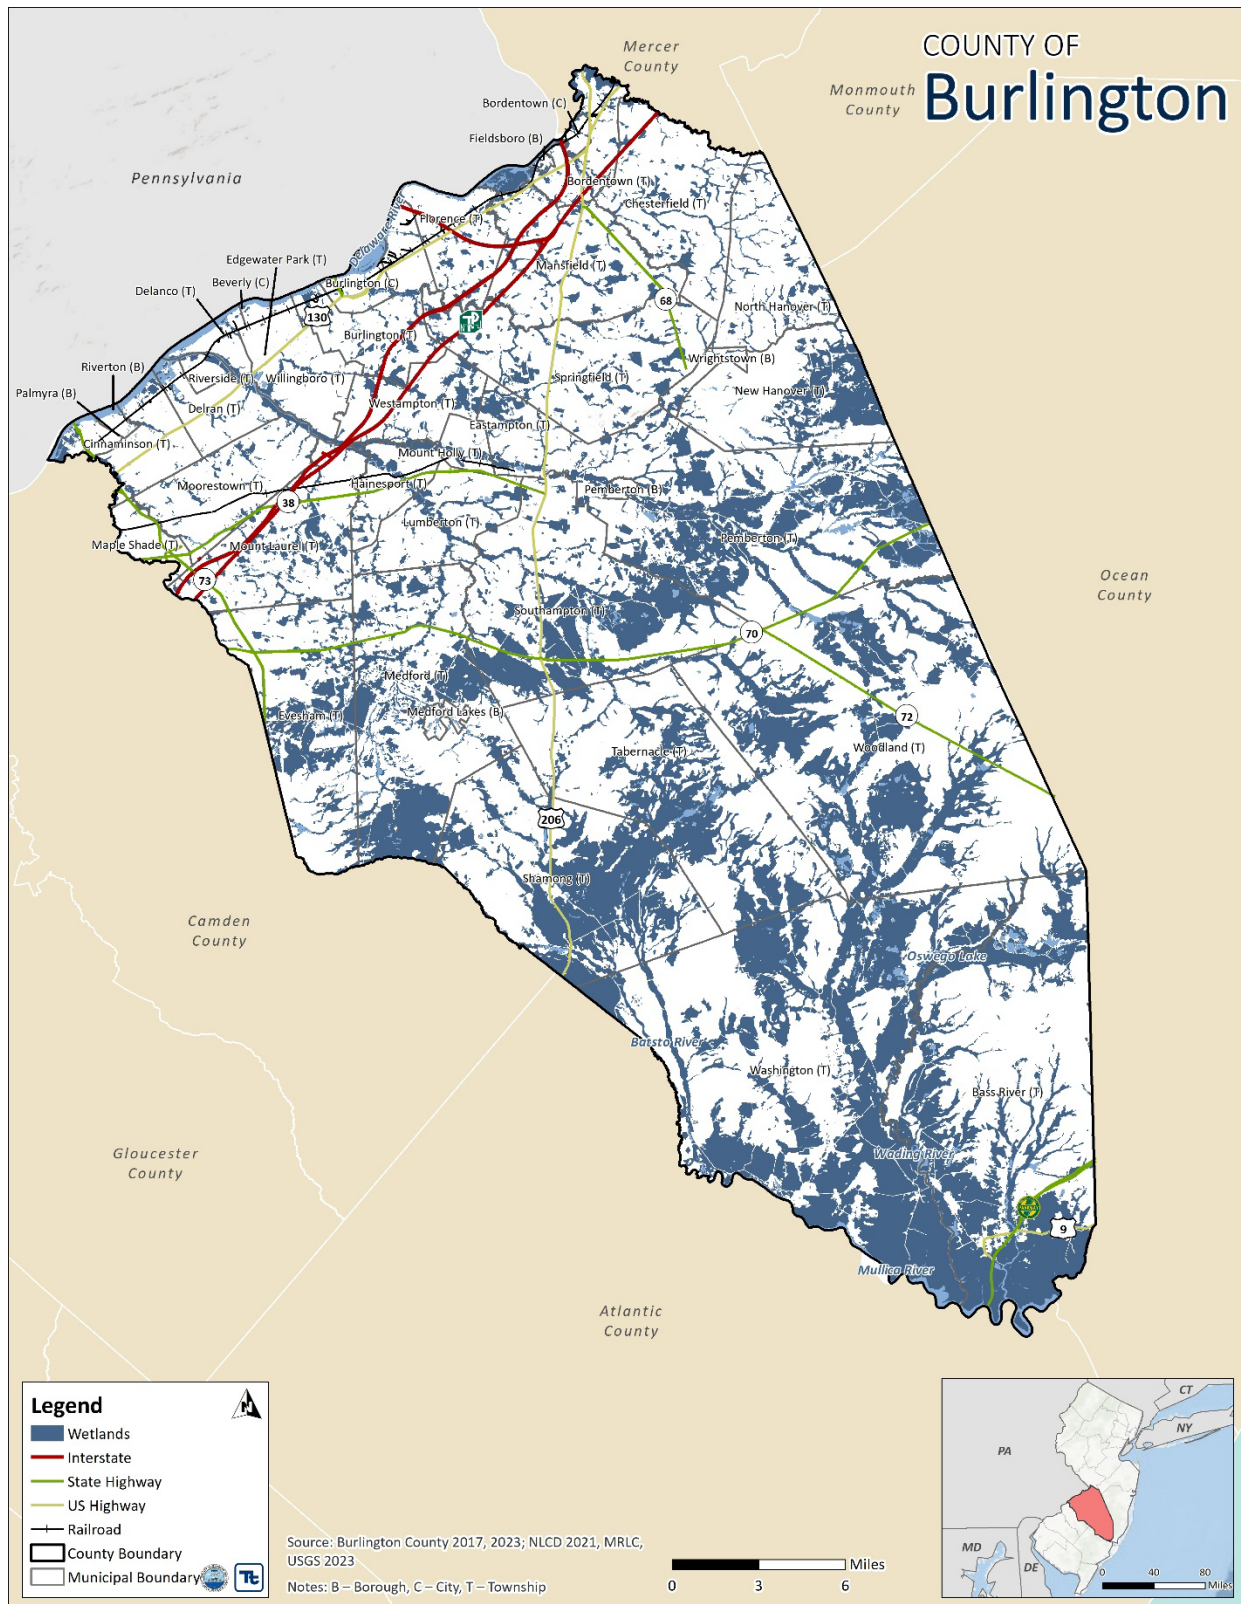 COUNTY OF
Burlington
Mercer
County
Monmouth
County
Pennsylvania
Bordentown (C)
Fieldsboro (B)
Bordentown (T)
Chesterfield (T)
Florence (T)
Delaware River
Edgewater Park (T)
Beverly (C)
Delanco (T)
Burlington (C)
Mansfield (T)
68
130
North Hanover (T)
Burlington (T)
Riverton (B)
Wrightstown (B)
Palmyra (B)
Riverside (T)
Willingboro (T)
Springfield (T)
New Hanover (T)
Delran (T)
Westampton (T)
Eastampton (T)
Cinnaminson (T)
Mount Holly (T)
Moorestown (T)
Hainesport (T)
Pemberton (B)
38
Lumberton (T)
Maple Shade (T)
Mount Laurel (T)
Pemberton (T)
73
Ocean
County
Southampton (T)
70
Medford (T)
Evesham (T)
Medford Lakes (B)
72
Tabernacle (T)
Woodland (T)
206
Shamong (T)
Camden
County
Oswego Lake
Batsto River
Washington (T)
Bass River (T)
Gloucester
County
Wading River
9
Mullica River
Atlantic
County
Legend
N
Wetlands
Interstate
State Highway
US Highway
Railroad
County Boundary
Municipal Boundary
Tt
Source: Burlington County 2017, 2023; NLCD 2021, MRLC,
USGS 2023
Notes: B – Borough, C – City, T – Township
Miles
0 3 6
CT
NY
PA
MD
DE
0 40 80
Miles